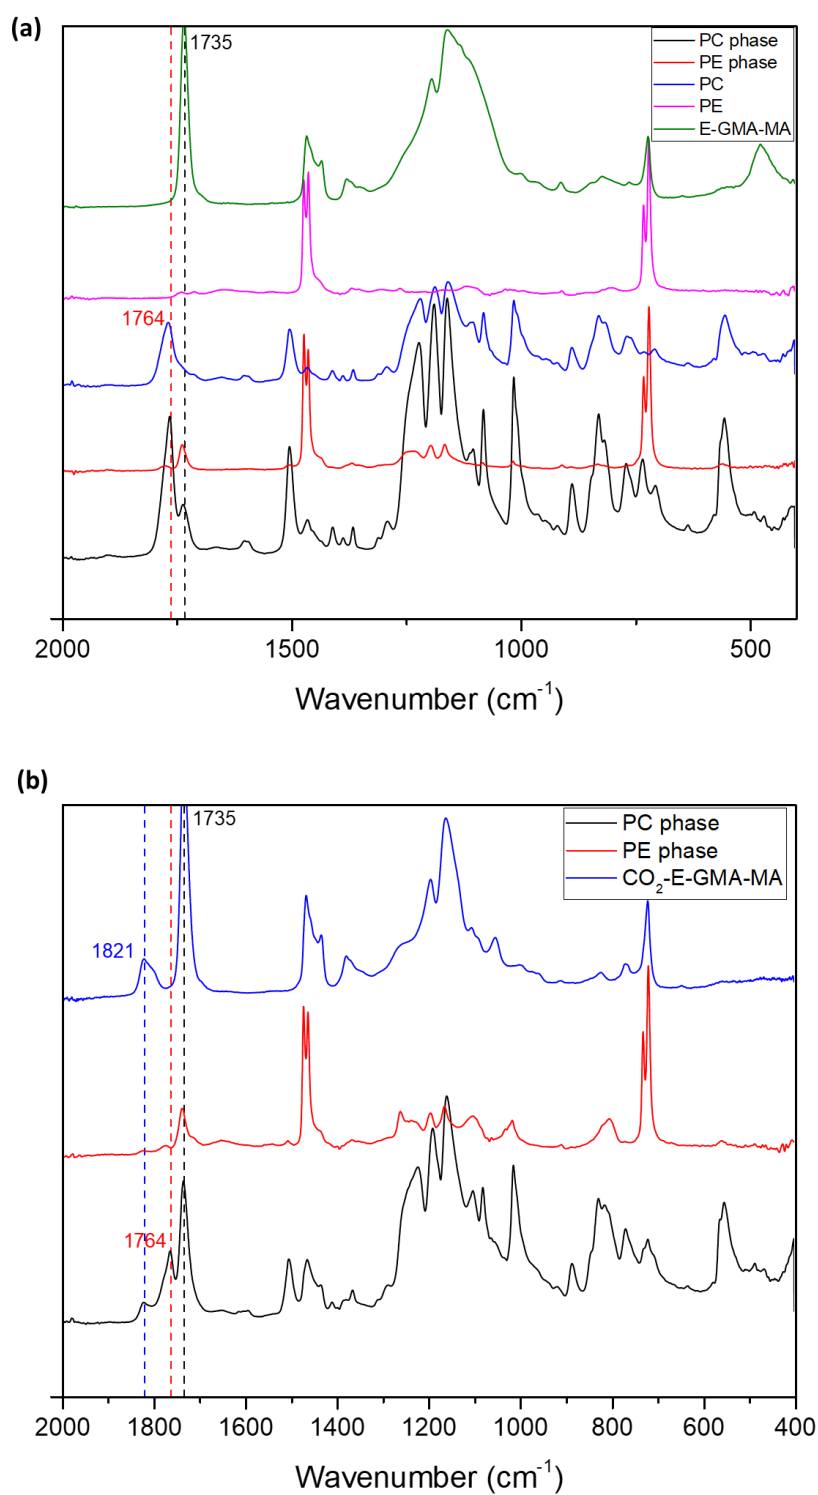 (a)
1735
PC phase
PE phase
PC
PE
E-GMA-MA
1764
2000 1500 1000 500
Wavenumber (cm⁻¹)
(b)
1735
PC phase
PE phase
CO₂-E-GMA-MA
1821
1764
2000 1800 1600 1400 1200 1000 800 600 400
Wavenumber (cm⁻¹)